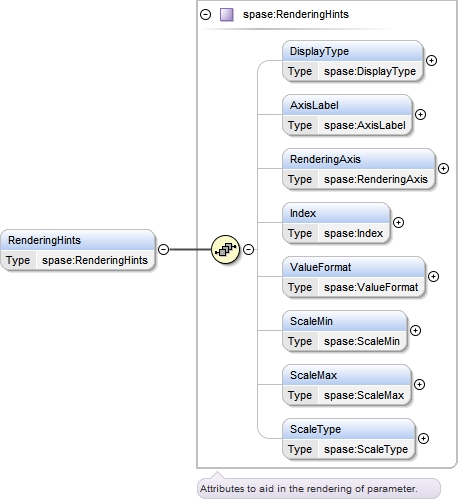 spase:RenderingHints
DisplayType
Type spase:DisplayType
AxisLabel
Type spase:AxisLabel
RenderingAxis
Type spase:RenderingAxis
Index
Type spase:Index
RenderingHints
Type spase:RenderingHints
ValueFormat
Type spase:ValueFormat
ScaleMin
Type spase:ScaleMin
ScaleMax
Type spase:ScaleMax
ScaleType
Type spase:ScaleType
Attributes to aid in the rendering of parameter.